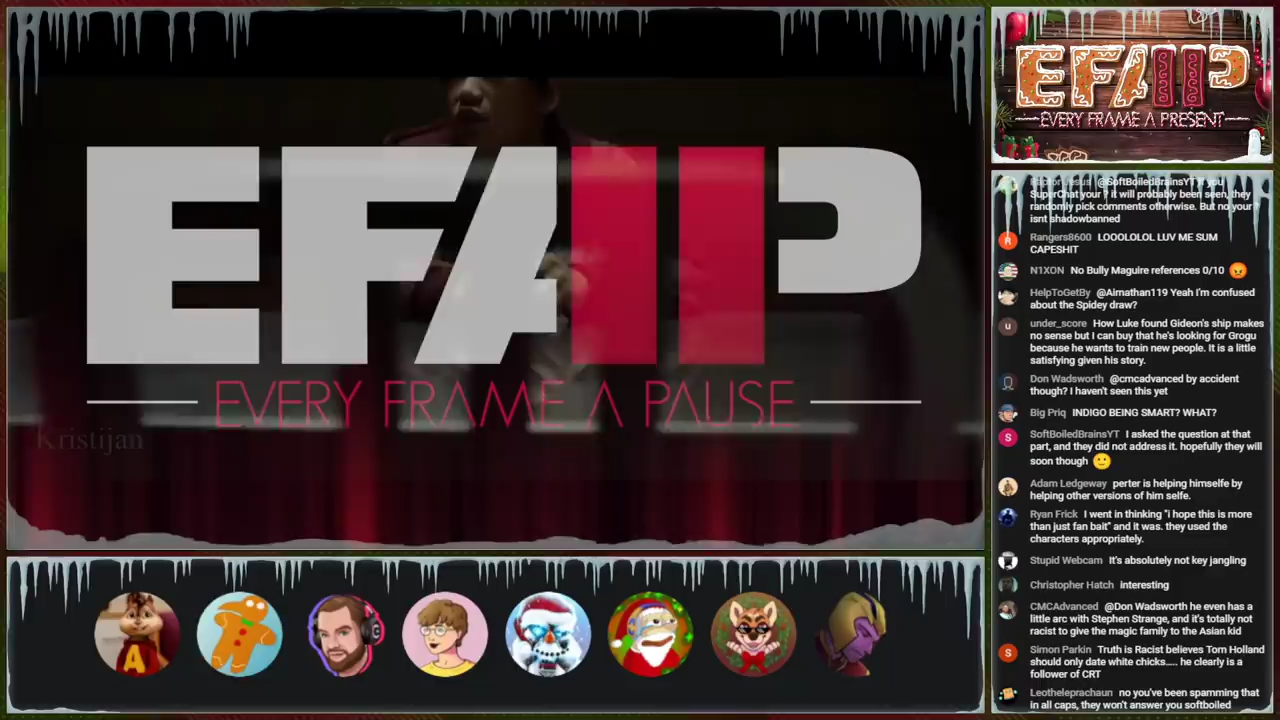 EFAP
EVERY FRAME A PAUSE
Kristijan
EFAP
EVERY FRAME A PRESENT
@SoftBoiledBrainsYT if you
SuperChat your ? it will probably been seen, they
randomly pick comments otherwise. But no your
isnt shadowbanned
Rangers8600 LOOOLOLOL LUV ME SUM
CAPESHIT
N1XON No Bully Maguire references 0/10 😡
HelpToGetBy @Airnathan119 Yeah I'm confused
about the Spidey draw?
under_score How Luke found Gideon's ship makes
no sense but I can buy that he's looking for Grogu
because he wants to train new people. It is a little
satisfying given his story.
Don Wadsworth @cmcadvanced by accident
though? I haven't seen this yet
Big Priq INDIGO BEING SMART? WHAT?
SoftBoiledBrainsYT I asked the question at that
part, and they did not address it. hopefully they will
soon though 🙂
Adam Ledgeway perter is helping himselfe by
helping other versions of him selfe.
Ryan Frick I went in thinking "i hope this is more
than just fan bait" and it was. they used the
characters appropriately.
Stupid Webcam It's absolutely not key jangling
Christopher Hatch interesting
CMCAdvanced @Don Wadsworth he even has a
little arc with Stephen Strange, and it's totally not
racist to give the magic family to the Asian kid
Simon Parkin Truth is Racist believes Tom Holland
should only date white chicks..... he clearly is a
follower of CRT
Leotheleprachaun no you've been spamming that
in all caps, they won't answer you softboiled
A